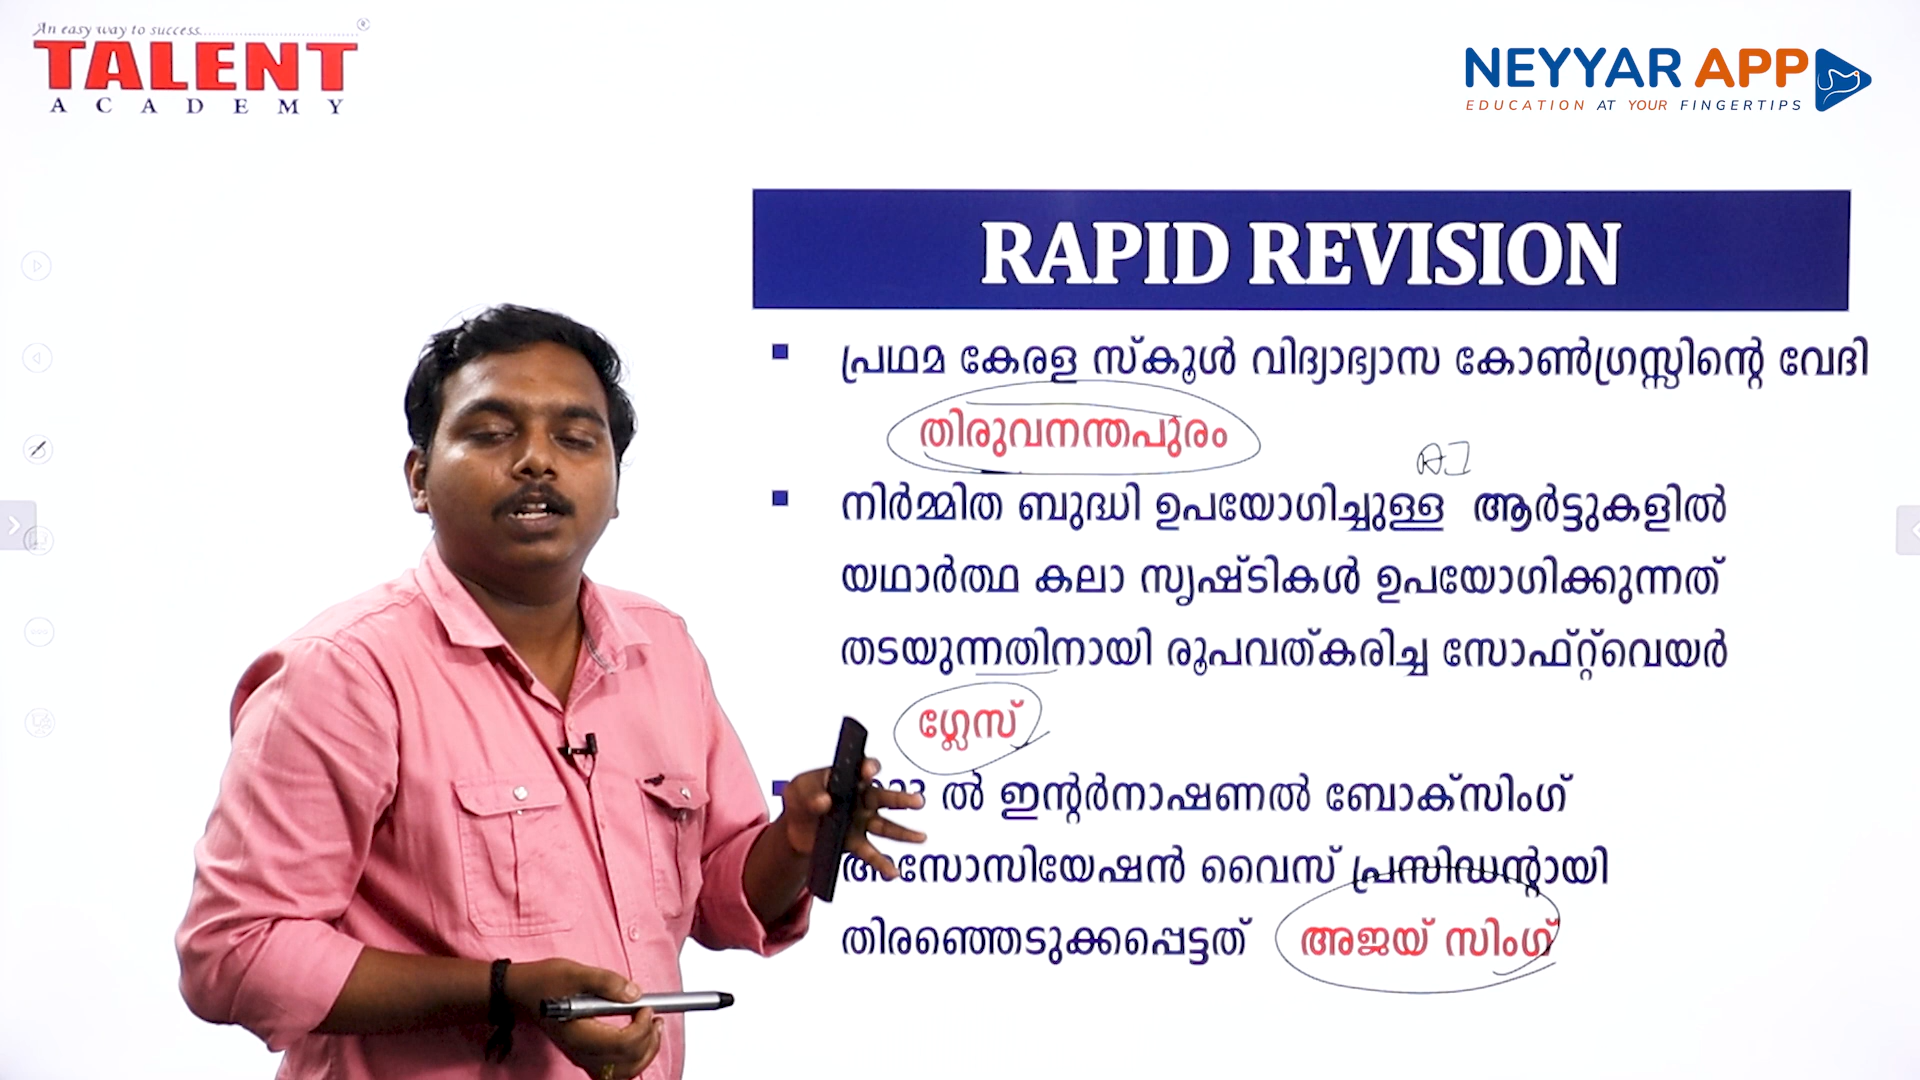 An easy way to success
TALENT
ACADEMY
NEYYAR APP
EDUCATION AT YOUR FINGERTIPS
RAPID REVISION
പ്രഥമ കേരള സ്കൂൾ വിദ്യാഭ്യാസ കോൺഗ്രസ്സിന്റെ വേദി
തിരുവനന്തപുരം
AI
നിർമ്മിത ബുദ്ധി ഉപയോഗിച്ചുള്ള ആർട്ടുകളിൽ
യഥാർത്ഥ കലാ സൃഷ്ടികൾ ഉപയോഗിക്കുന്നത്
തടയുന്നതിനായി രൂപവത്കരിച്ച സോഫ്റ്റ്‌വെയർ
ഗ്ലേസ്
ൽ ഇന്റർനാഷണൽ ബോക്സിംഗ്
അസോസിയേഷൻ വൈസ് പ്രസിഡന്റായി
തിരഞ്ഞെടുക്കപ്പെട്ടത് അജയ് സിംഗ്